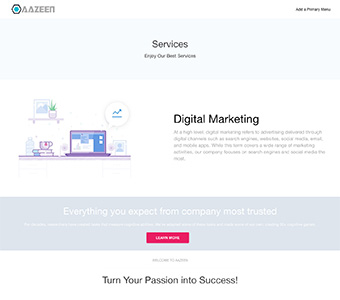 AAZEEN
Add a Primary Menu
Services
Enjoy Our Best Services
Digital Marketing
At a high level, digital marketing refers to advertising delivered through
digital channels such as search engines, websites, social media, email,
and mobile apps. While this term covers a wide range of marketing
activities, our company focuses on search engines and social media the
most.
Everything you expect from company most trusted
LEARN MORE
WELCOME TO AAZEEN
Turn Your Passion into Success!